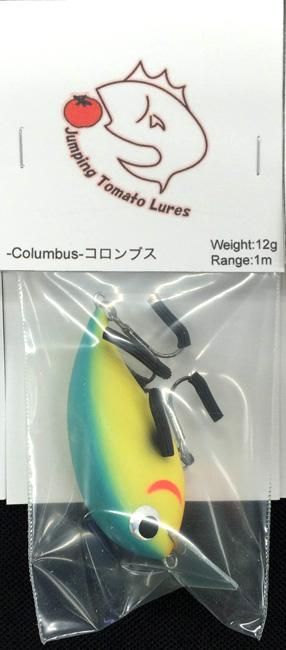 Jumping Tomato Lures
-Columbus-コロンブス
Weight:12g
Range:1m